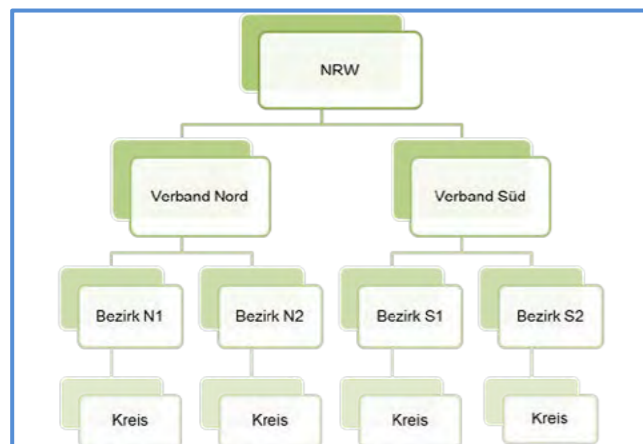 NRW
Verband Nord
Verband Süd
Bezirk N1
Bezirk N2
Bezirk S1
Bezirk S2
Kreis
Kreis
Kreis
Kreis